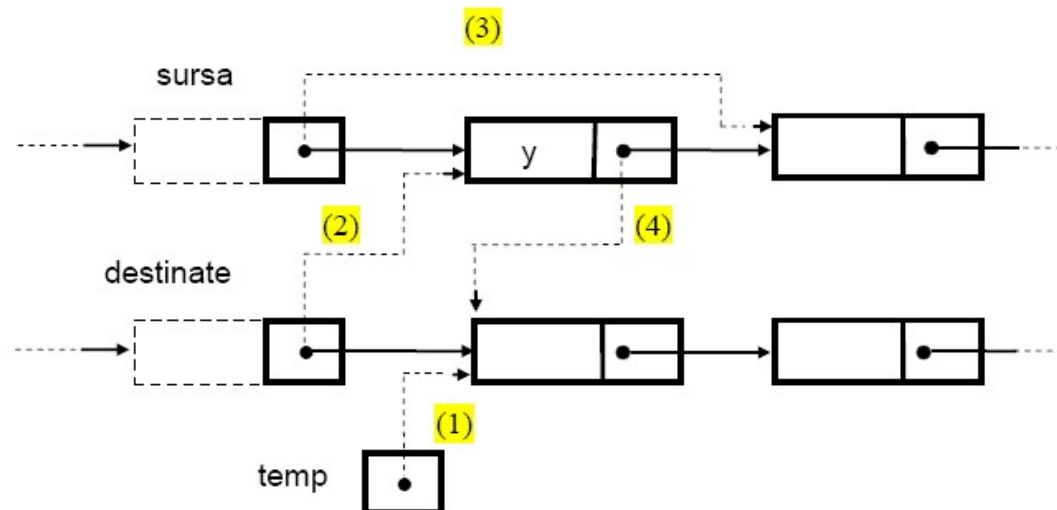 (3)
sursa
y
(2)
(4)
destinate
(1)
temp